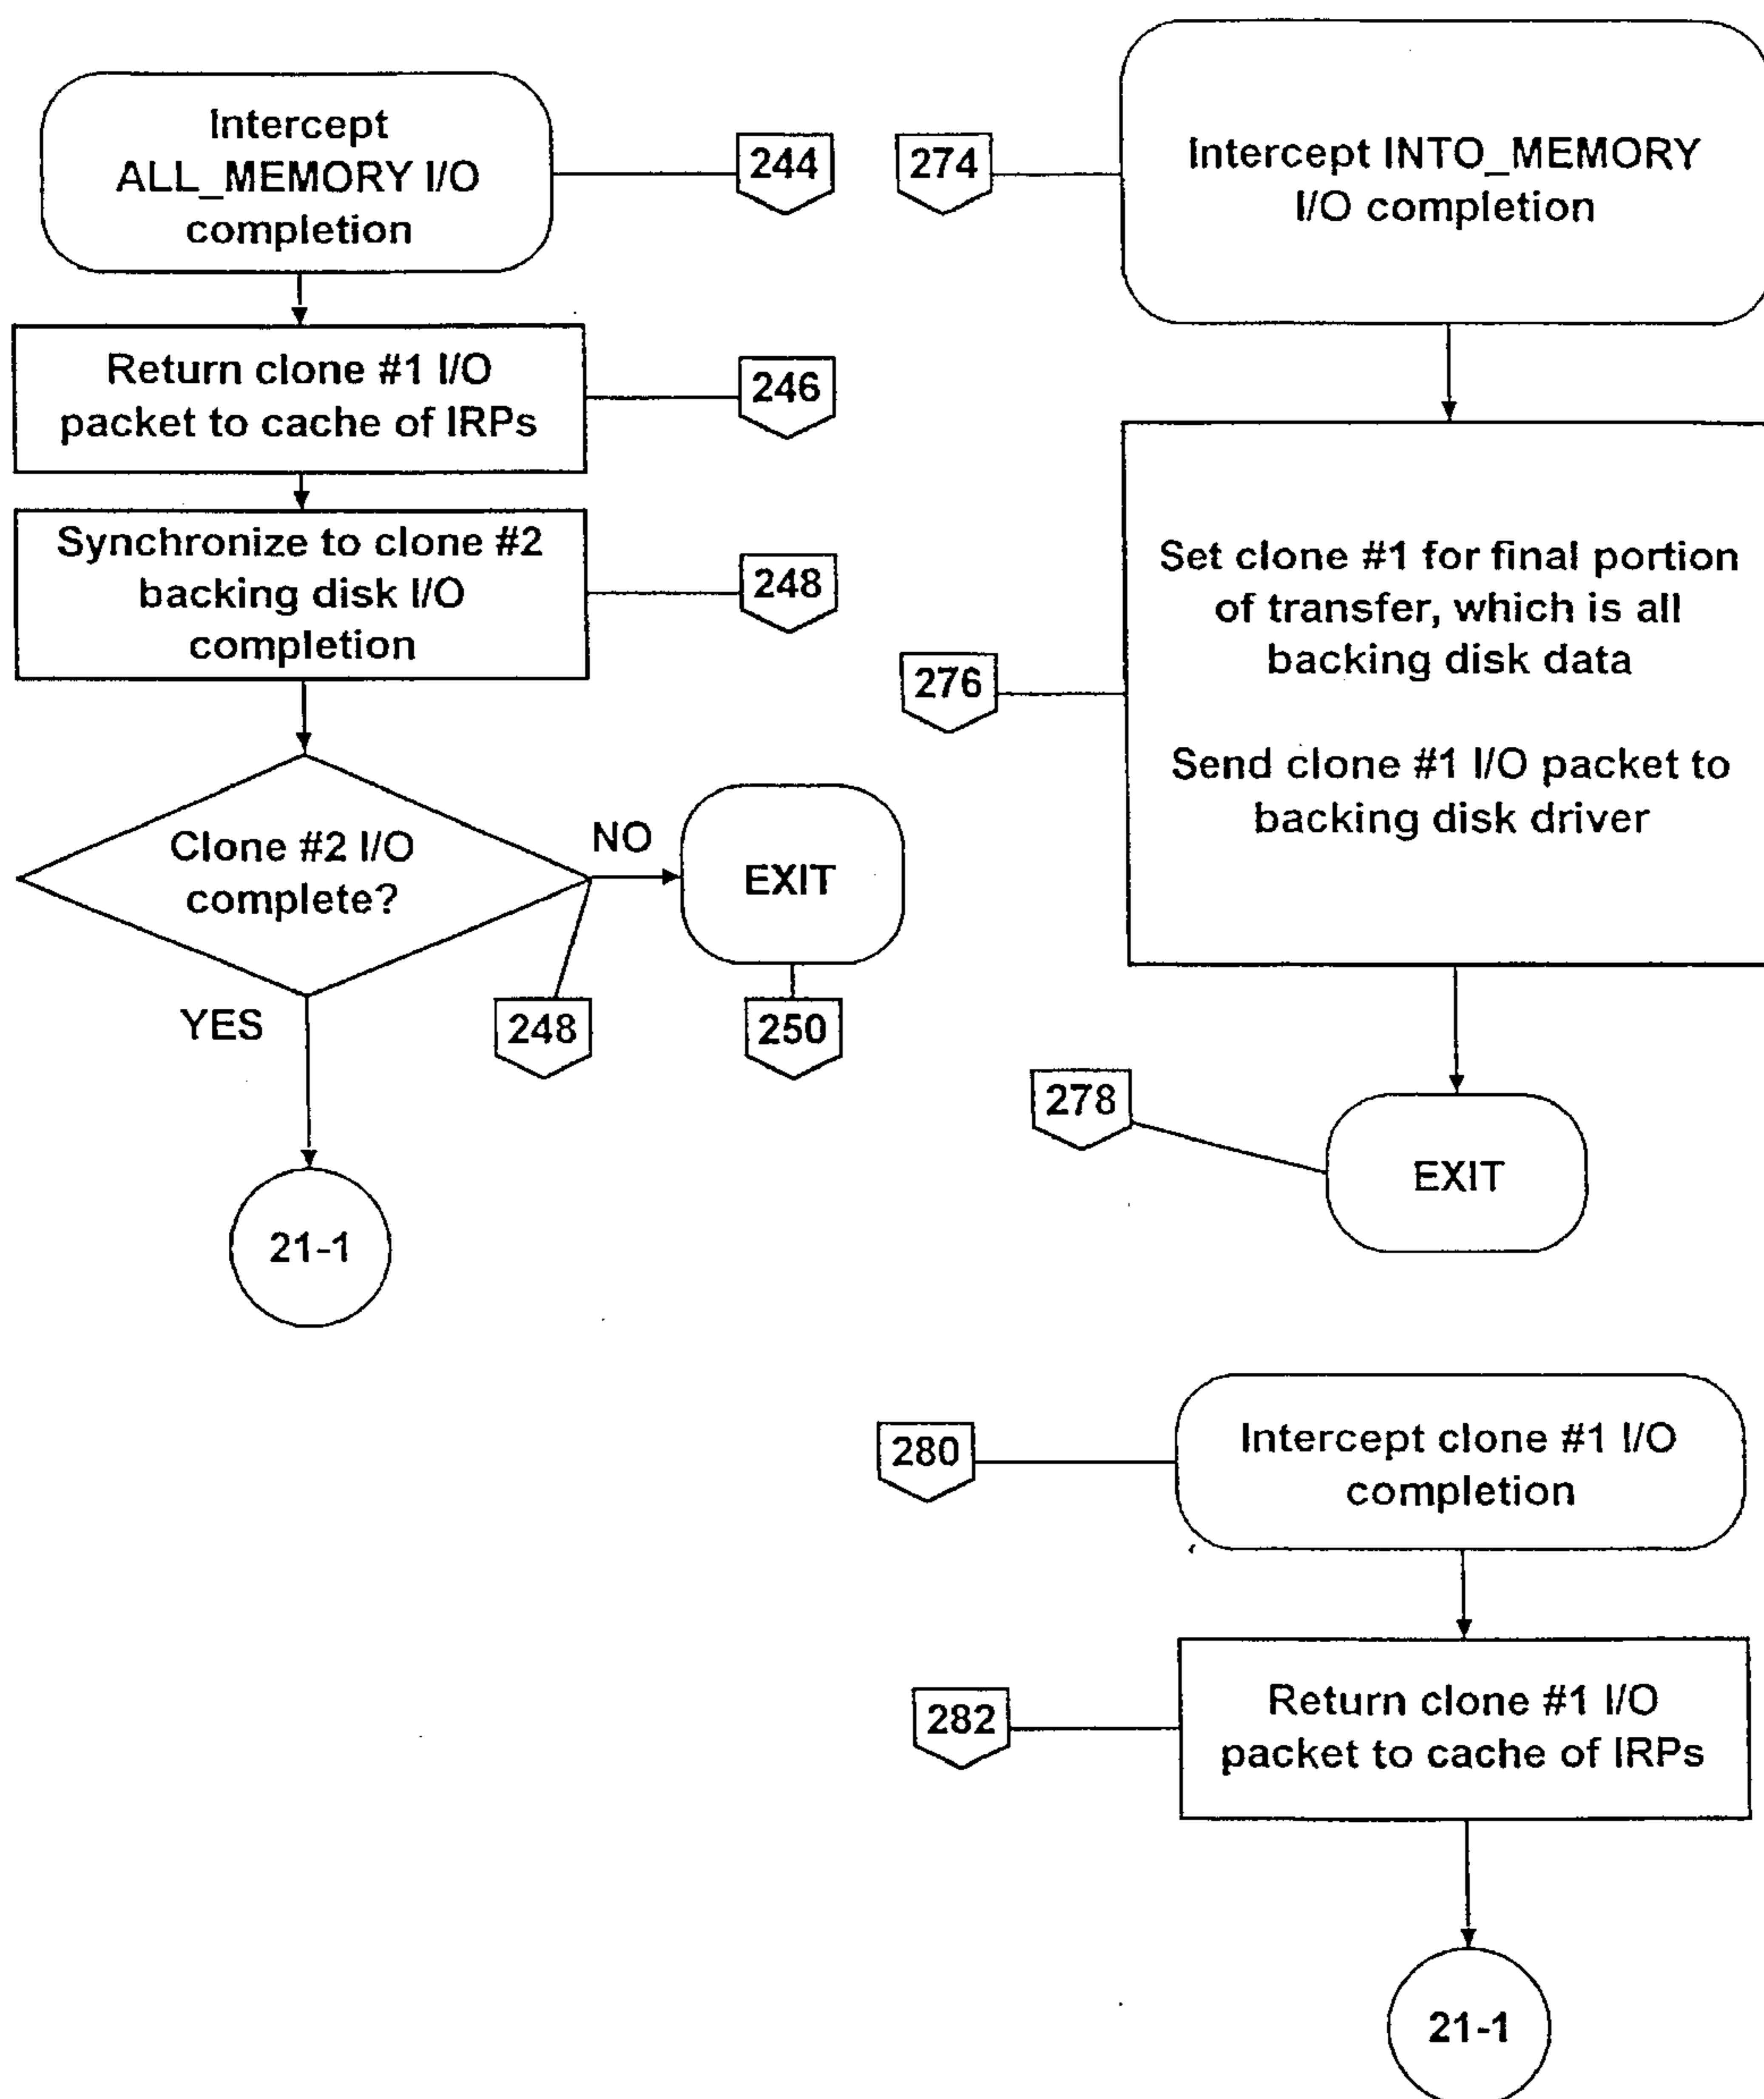 Intercept
ALL_MEMORY I/O
completion
244
Return clone #1 I/O
packet to cache of IRPs
246
Synchronize to clone #2
backing disk I/O
completion
248
Clone #2 I/O
complete?
NO
EXIT
YES
248
250
21-1
274
Intercept INTO_MEMORY
I/O completion
Set clone #1 for final portion
of transfer, which is all
backing disk data
Send clone #1 I/O packet to
backing disk driver
276
278
EXIT
280
Intercept clone #1 I/O
completion
282
Return clone #1 I/O
packet to cache of IRPs
21-1